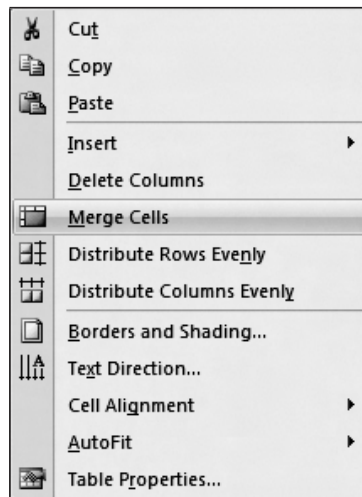 Cut
Copy
Paste
Insert
Delete Columns
Merge Cells
Distribute Rows Evenly
Distribute Columns Evenly
Borders and Shading...
Text Direction...
Cell Alignment
AutoFit
Table Properties...